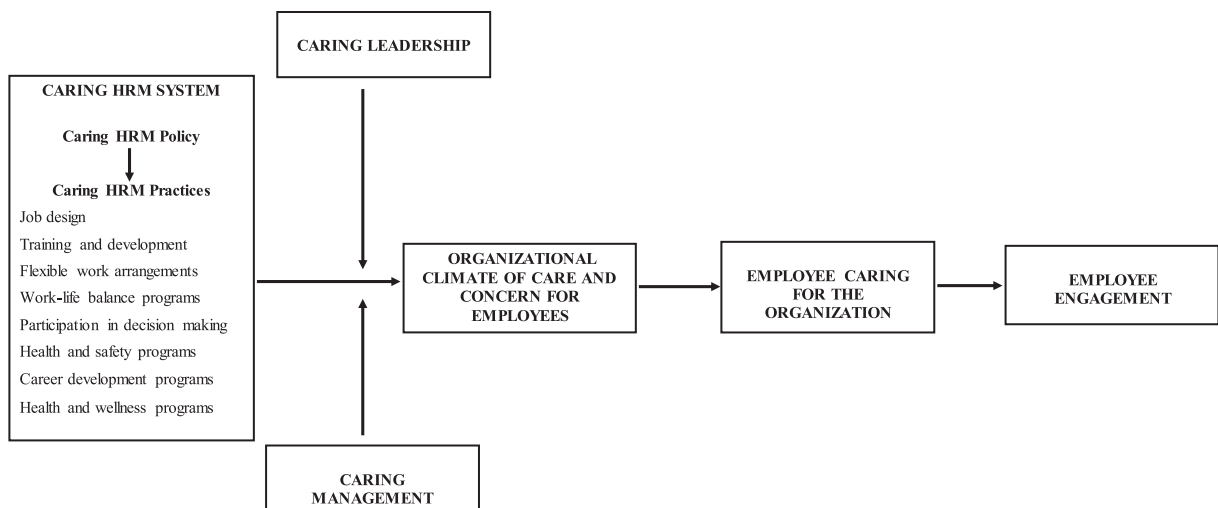 CARING LEADERSHIP
CARING HRM SYSTEM
Caring HRM Policy
Caring HRM Practices
Job design
Training and development
Flexible work arrangements
Work-life balance programs
Participation in decision making
Health and safety programs
Career development programs
Health and wellness programs
ORGANIZATIONAL
CLIMATE OF CARE AND
CONCERN FOR
EMPLOYEES
EMPLOYEE CARING
FOR THE
ORGANIZATION
EMPLOYEE
ENGAGEMENT
CARING
MANAGEMENT